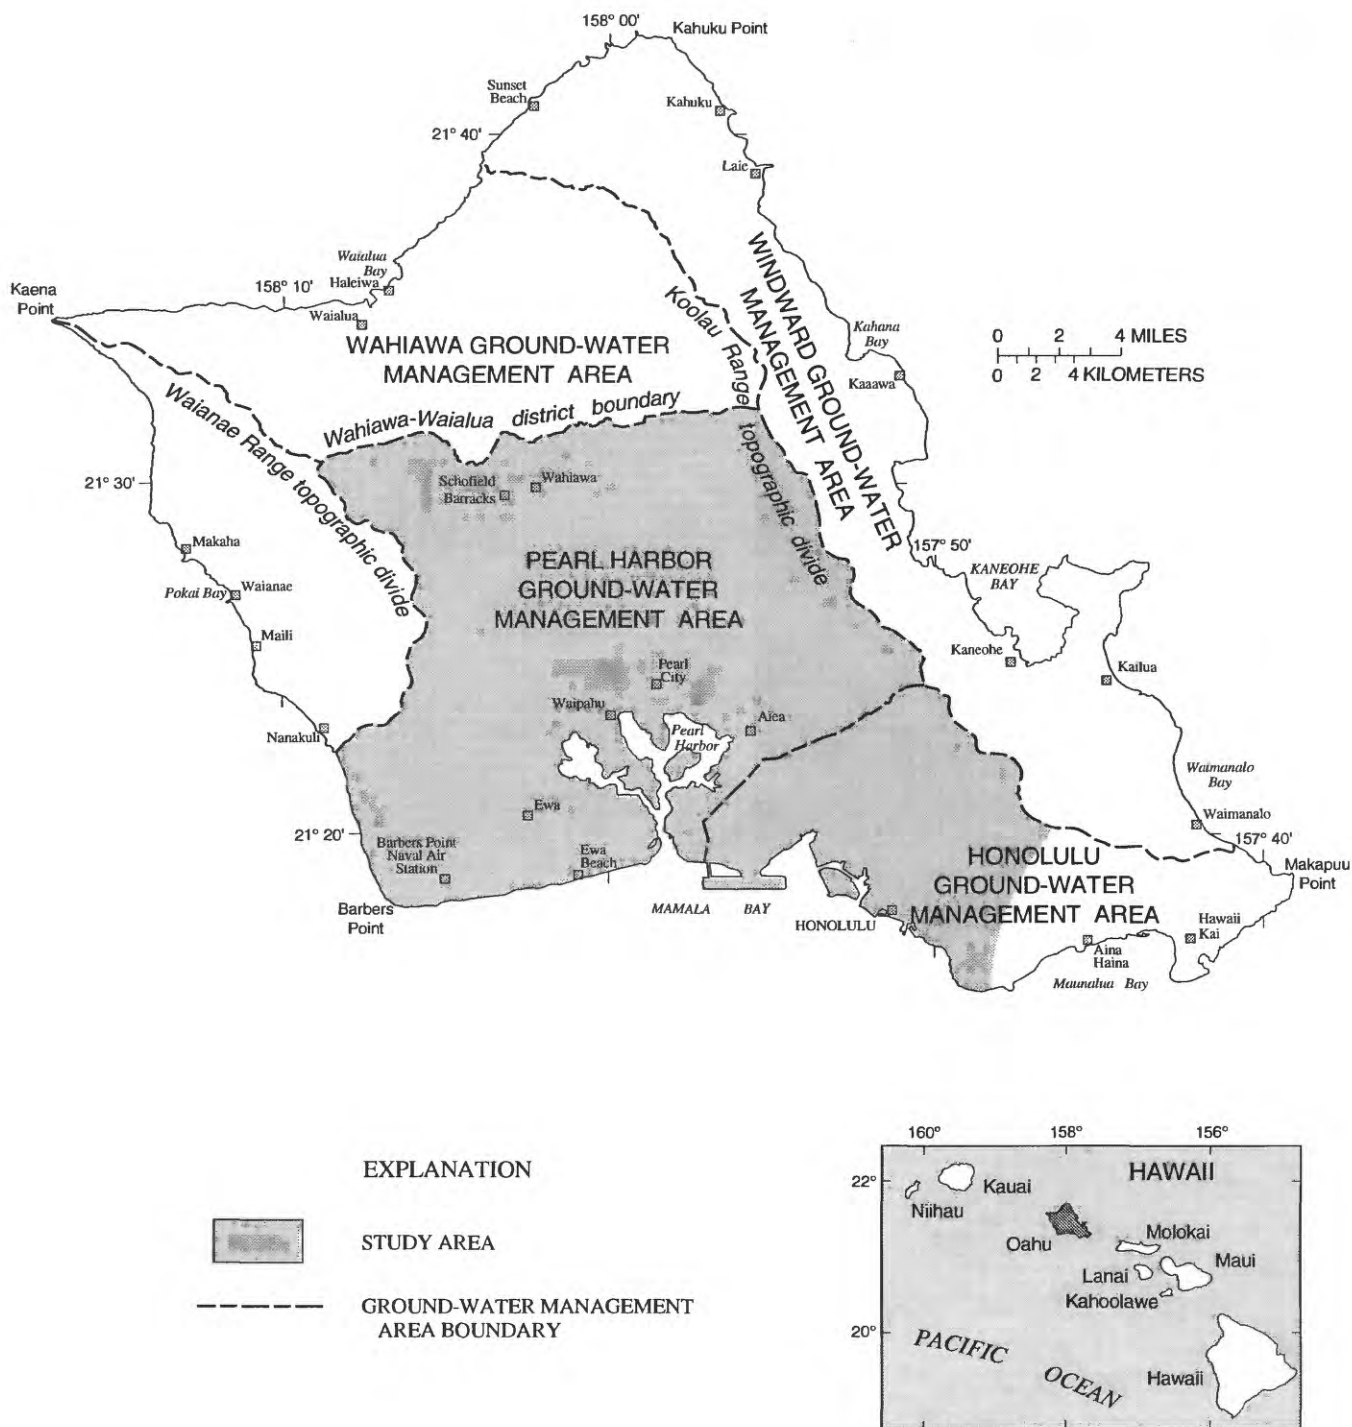 158° 00'
Kahuku Point
Sunset
Beach
Kahuku
21° 40'
Laie
Waialua
Bay
Haleiwa
158° 10'
Kaena
Point
Waialua
WAHIAWA GROUND-WATER
MANAGEMENT AREA
Koolau Range
topographic divide
WINDWARD GROUND-WATER
MANAGEMENT AREA
Kahana
Bay
Kaaawa
0 2 4 MILES
0 2 4 KILOMETERS
Waianae Range topographic divide
Wahiawa-Waialua district boundary
21° 30'
Schofield
Barracks
Wahiawa
Makaha
Pokai Bay
Waianae
Maili
Nanakuli
PEARL HARBOR
GROUND-WATER
MANAGEMENT AREA
157° 50'
KANEOHE
BAY
Kaneohe
Kailua
Pearl
City
Waipahu
Aiea
Pearl
Harbor
Waimanalo
Bay
Waimanalo
Ewa
21° 20'
Barbers Point
Naval Air
Station
Ewa
Beach
157° 40'
Makapuu
Point
HONOLULU
GROUND-WATER
MANAGEMENT AREA
Barbers
Point
MAMALA BAY
HONOLULU
Hawaii
Kai
Aina
Haina
Maunalua Bay
EXPLANATION
STUDY AREA
GROUND-WATER MANAGEMENT
AREA BOUNDARY
160° 158° 156°
HAWAII
22°
Kauai
Niihau
Oahu
Molokai
Maui
Lanai
Kahoolawe
20°
PACIFIC OCEAN
Hawaii